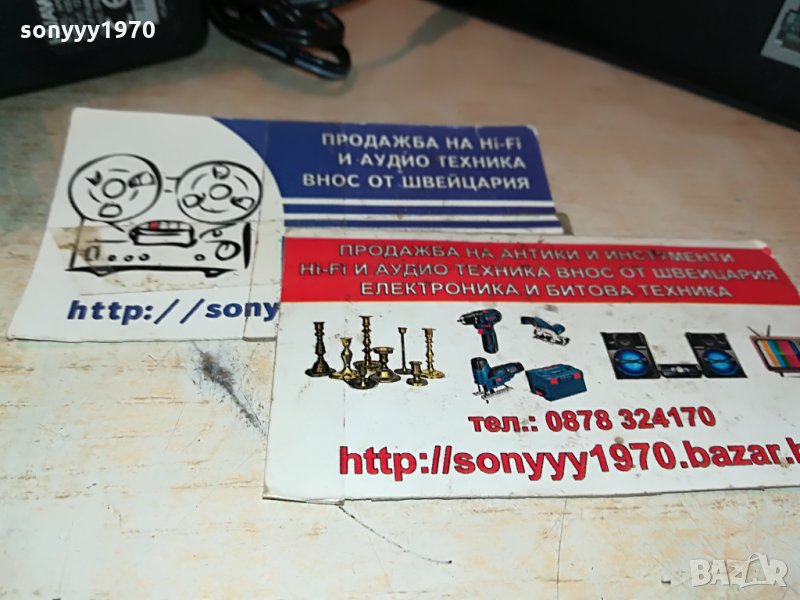 sonyyy1970
ПРОДАЖБА НА Hi-Fi
И АУДИО ТЕХНИКА
ВНОС ОТ ШВЕЙЦАРИЯ
http://sony
ПРОДАЖБА НА АНТИКИ И ИНСТРУМЕНТИ
Hi-Fi И АУДИО ТЕХНИКА ВНОС ОТ ШВЕЙЦАРИЯ
ЕЛЕКТРОНИКА И БИТОВА ТЕХНИКА
тел.: 0878 324170
http://sonyyy1970.bazar.b
BAZAR